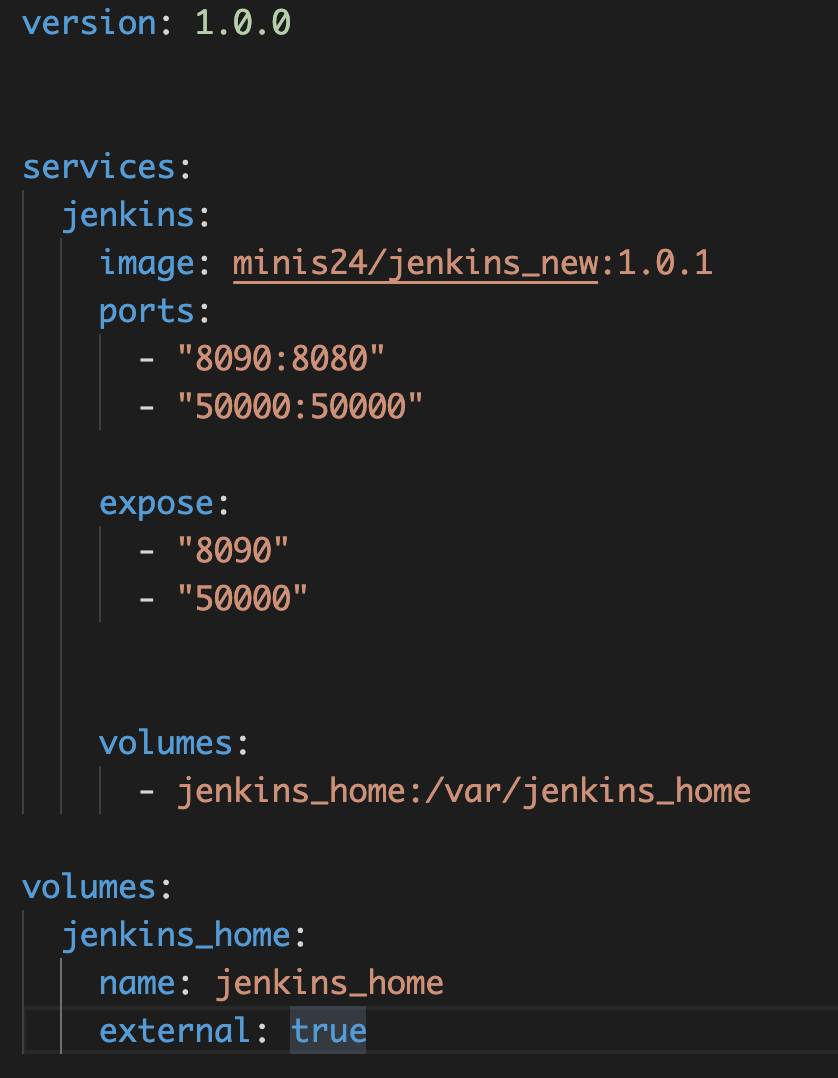 version: 1.0.0
services:
  jenkins:
    image: minis24/jenkins_new:1.0.1
    ports:
      - "8090:8080"
      - "50000:50000"
    expose:
      - "8090"
      - "50000"
    volumes:
      - jenkins_home:/var/jenkins_home
volumes:
  jenkins_home:
    name: jenkins_home
    external: true